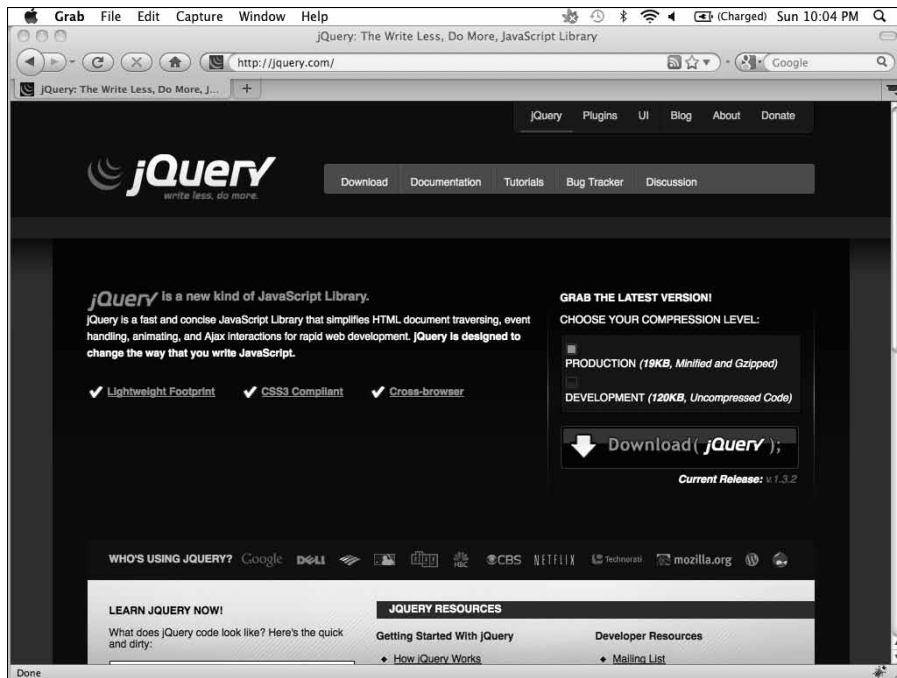 Grab File Edit Capture Window Help (Charged) Sun 10:04 PM
jQuery: The Write Less, Do More, JavaScript Library
http://jquery.com/ Google
jQuery: The Write Less, Do More, J... +
jQuery Plugins UI Blog About Donate
jQuery
write less, do more.
Download Documentation Tutorials Bug Tracker Discussion
jQuery is a new kind of JavaScript Library.
jQuery is a fast and concise JavaScript Library that simplifies HTML document traversing, event
handling, animating, and Ajax interactions for rapid web development. jQuery is designed to
change the way that you write JavaScript.
Lightweight Footprint CSS3 Compliant Cross-browser
GRAB THE LATEST VERSION!
CHOOSE YOUR COMPRESSION LEVEL:
PRODUCTION (19KB, Minified and Gzipped)
DEVELOPMENT (120KB, Uncompressed Code)
Download( jQuery );
Current Release: v.1.3.2
WHO'S USING JQUERY? Google DELL NBC CBS NETFLIX Technorati mozilla.org
LEARN JQUERY NOW!
What does jQuery code look like? Here's the quick
and dirty:
JQUERY RESOURCES
Getting Started With jQuery
How jQuery Works
Developer Resources
Mailing List
Done